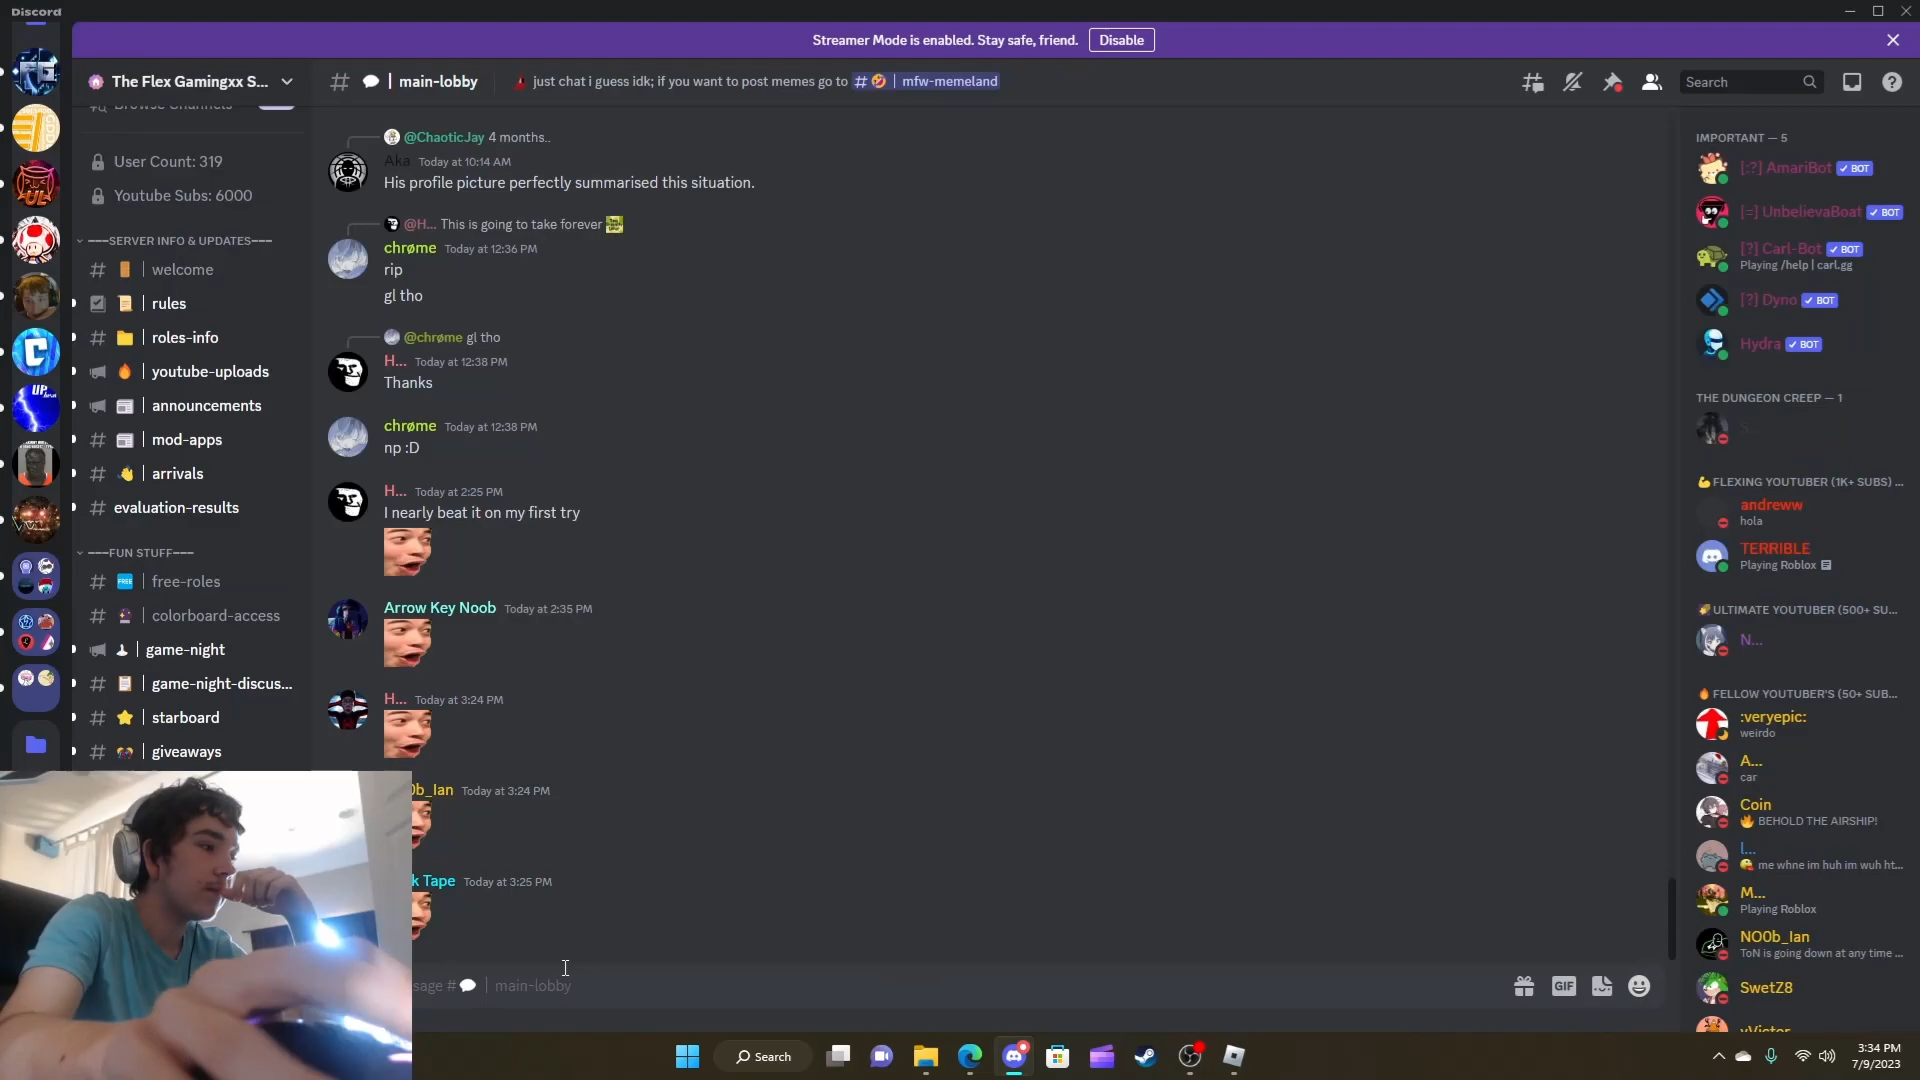 Discord
Streamer Mode is enabled. Stay safe, friend.
Disable
The Flex Gamingxx S...
main-lobby
just chat i guess idk; if you want to post memes go to # | mfw-memeland
Search
Browse Channels
User Count: 319
Youtube Subs: 6000
SERVER INFO & UPDATES
welcome
rules
roles-info
youtube-uploads
announcements
mod-apps
arrivals
evaluation-results
FUN STUFF
FREE
free-roles
colorboard-access
game-night
game-night-discus...
starboard
giveaways
@ChaoticJay 4 months..
Aka Today at 10:14 AM
His profile picture perfectly summarised this situation.
@H... This is going to take forever
chrøme Today at 12:36 PM
rip
gl tho
@chrøme gl tho
H... Today at 12:38 PM
Thanks
chrøme Today at 12:38 PM
np :D
H... Today at 2:25 PM
I nearly beat it on my first try
Arrow Key Noob Today at 2:35 PM
H... Today at 3:24 PM
0b_Ian Today at 3:24 PM
k Tape Today at 3:25 PM
sage # | main-lobby
GIF
IMPORTANT — 5
[:?] AmariBot ✓ BOT
[=] UnbelievaBoat ✓ BOT
[?] Carl-Bot ✓ BOT
Playing /help | carl.gg
[?] Dyno ✓ BOT
Hydra ✓ BOT
THE DUNGEON CREEP — 1
S...
FLEXING YOUTUBER (1K+ SUBS) ...
andreww
hola
TERRIBLE
Playing Roblox
ULTIMATE YOUTUBER (500+ SU...
N...
FELLOW YOUTUBER'S (50+ SUB...
:veryepic:
weirdo
A...
car
Coin
BEHOLD THE AIRSHIP!
l...
me whne im huh im wuh ht...
M...
Playing Roblox
NO0b_Ian
ToN is going down at any time ...
SwetZ8
Search
3:34 PM
7/9/2023